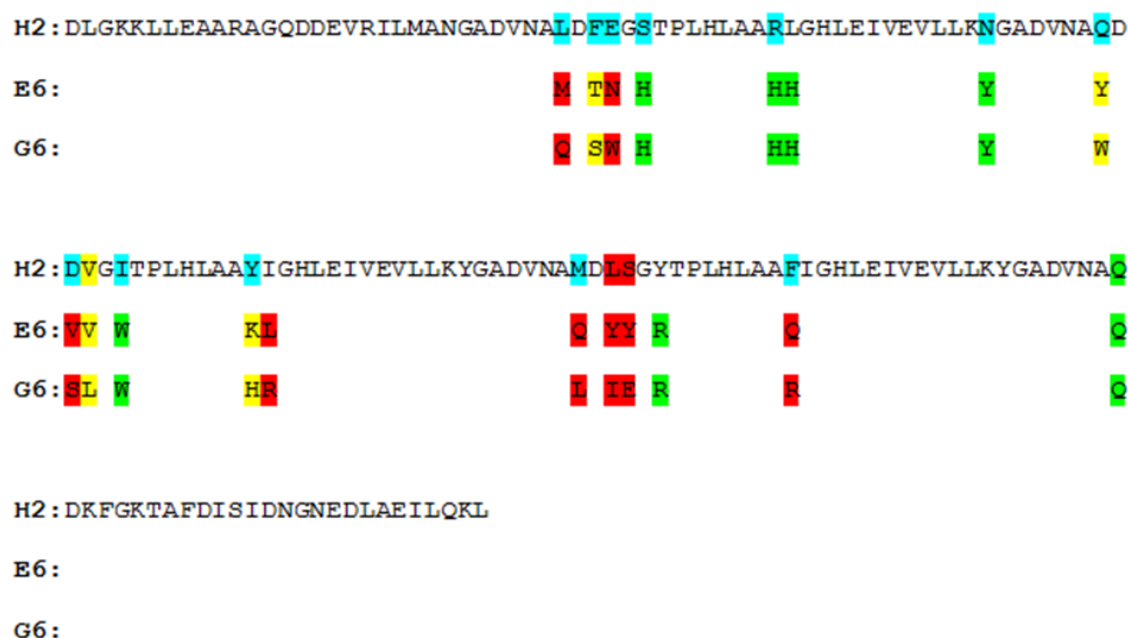 H2:DLGKKLLEAARAGQDDEVRILMANGADVNALDFEGSTPLHLAARLGHLEIVEVLLKNGADVNAQD
E6: M TN H HH Y Y
G6: Q SW H HH Y W
H2:DVGITPLHLAAYIGHLEIVEVLLKYGADVNAMDLSGYTPLHLAAFIGHLEIVEVLLKYGADVNAQ
E6:VV W KL Q YY R Q Q
G6:SL W HR L IE R R Q
H2:DKFGKTAFDISIDNGNEDLAEILQKL
E6:
G6: